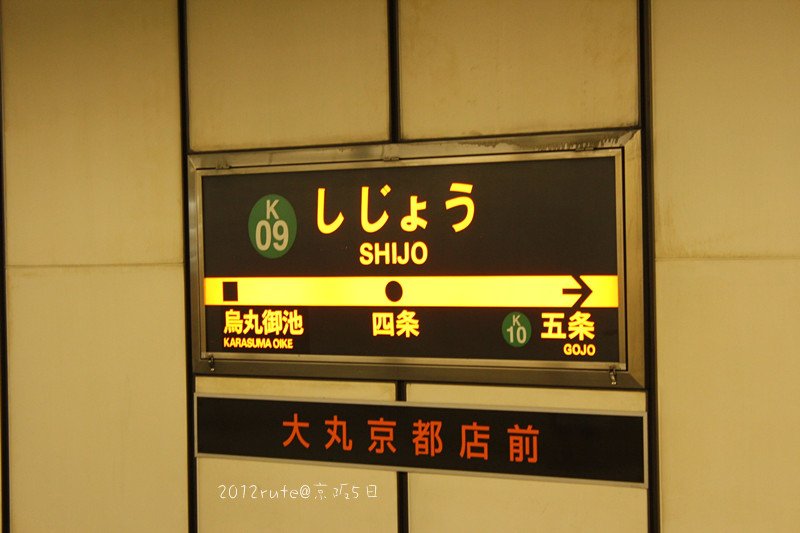 K
09
しじょう
SHIJO
烏丸御池
KARASUMA OIKE
四条
K
10
五条
GOJO
大丸京都店前
2012rute@京阪5日